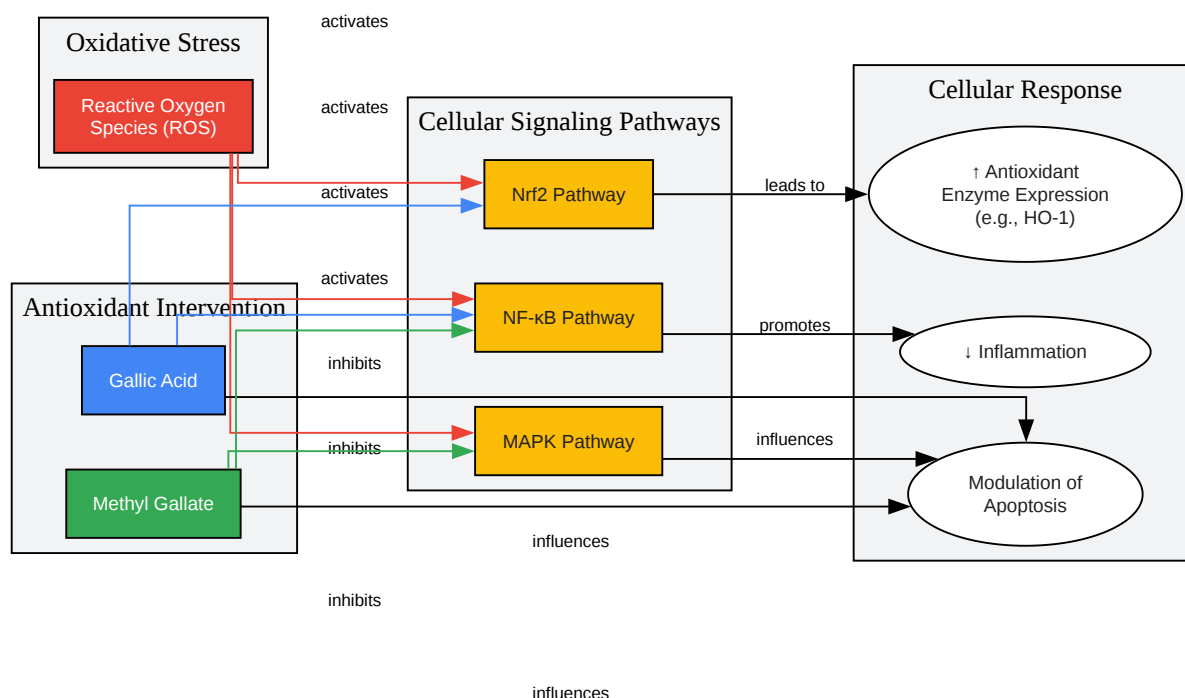 activates
Oxidative Stress
Reactive Oxygen
Species (ROS)
activates
Cellular Signaling Pathways
Cellular Response
↑ Antioxidant
Enzyme Expression
(e.g., HO-1)
activates
Nrf2 Pathway
leads to
activates
Antioxidant Intervention
NF-κB Pathway
promotes
↓ Inflammation
inhibits
Gallic Acid
MAPK Pathway
influences
inhibits
Methyl Gallate
Modulation of
Apoptosis
influences
inhibits
influences